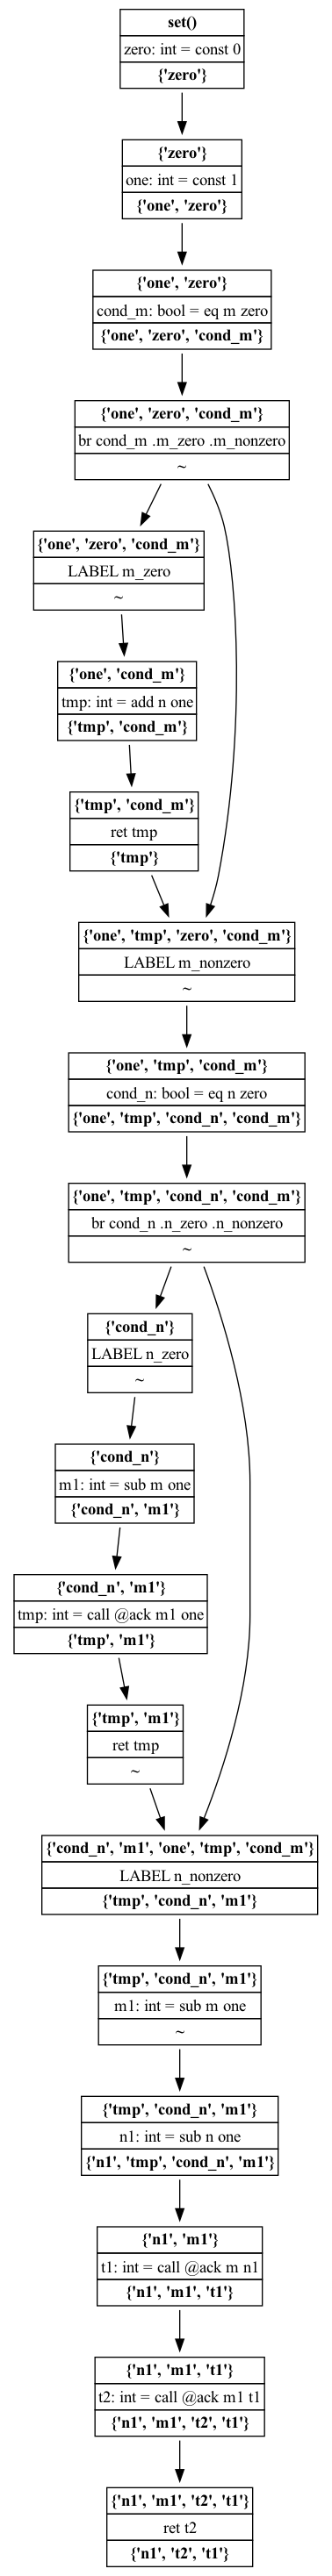 set()
zero: int = const 0
{'zero'}
{'zero'}
one: int = const 1
{'one', 'zero'}
{'one', 'zero'}
cond_m: bool = eq m zero
{'one', 'zero', 'cond_m'}
{'one', 'zero', 'cond_m'}
br cond_m .m_zero .m_nonzero
~
{'one', 'zero', 'cond_m'}
LABEL m_zero
~
{'one', 'cond_m'}
tmp: int = add n one
{'tmp', 'cond_m'}
{'tmp', 'cond_m'}
ret tmp
{'tmp'}
{'one', 'tmp', 'zero', 'cond_m'}
LABEL m_nonzero
~
{'one', 'tmp', 'cond_m'}
cond_n: bool = eq n zero
{'one', 'tmp', 'cond_n', 'cond_m'}
{'one', 'tmp', 'cond_n', 'cond_m'}
br cond_n .n_zero .n_nonzero
~
{'cond_n'}
LABEL n_zero
~
{'cond_n'}
m1: int = sub m one
{'cond_n', 'm1'}
{'cond_n', 'm1'}
tmp: int = call @ack m1 one
{'tmp', 'm1'}
{'tmp', 'm1'}
ret tmp
~
{'cond_n', 'm1', 'one', 'tmp', 'cond_m'}
LABEL n_nonzero
{'tmp', 'cond_n', 'm1'}
{'tmp', 'cond_n', 'm1'}
m1: int = sub m one
~
{'tmp', 'cond_n', 'm1'}
n1: int = sub n one
{'n1', 'tmp', 'cond_n', 'm1'}
{'n1', 'm1'}
t1: int = call @ack m n1
{'n1', 'm1', 't1'}
{'n1', 'm1', 't1'}
t2: int = call @ack m1 t1
{'n1', 'm1', 't2', 't1'}
{'n1', 'm1', 't2', 't1'}
ret t2
{'n1', 't2', 't1'}